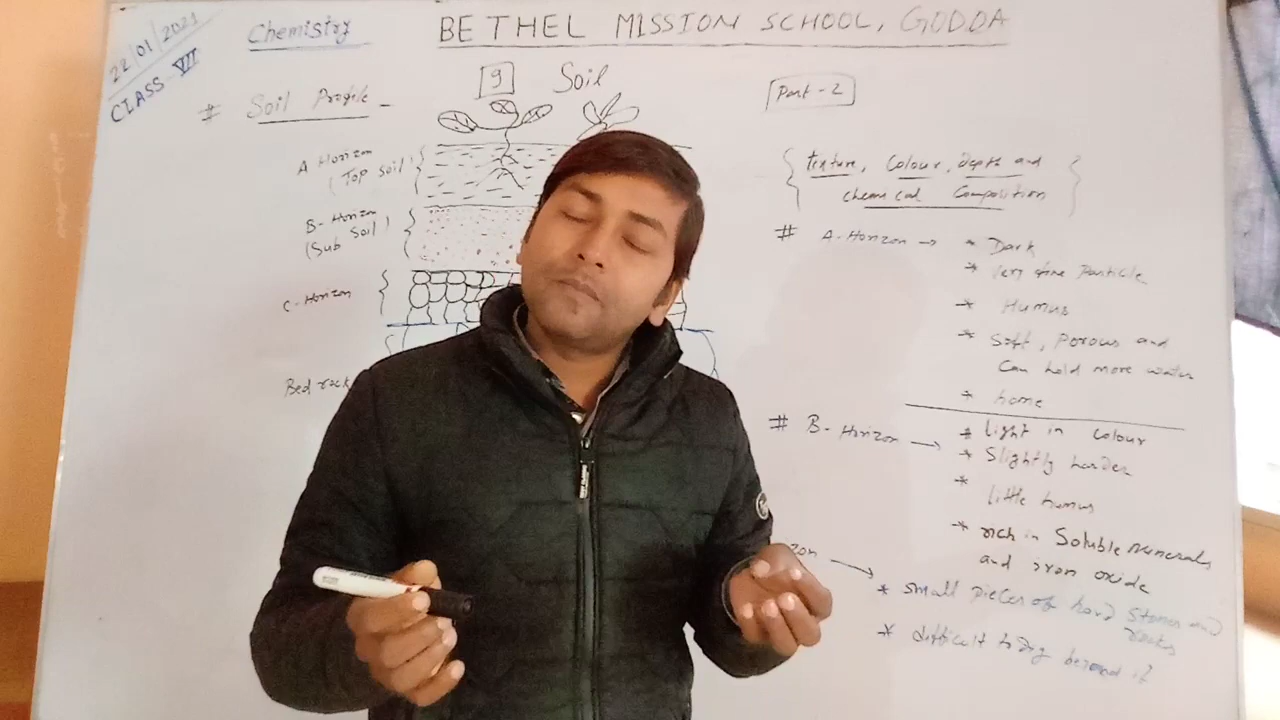 22/01/2021
CLASS - VII
Chemistry
BETHEL MISSION SCHOOL, GODDA
9 Soil
Part - 2
# Soil Profile -
A Horizon
(Top soil)
B- Horizon
(Sub soil)
C-Horizon
Bed rock
{ texture, Colour, depth and }
chemical Composition
# A-Horizon → * Dark
* Very fine Particle
* Humus
* Soft, Porous and
Can hold more water
* home
# B- Horizon → * light in colour
* Slightly harder
* little humus
* rich in Soluble minerals
and iron oxide
zon →
* small pieces of hard stones and
rocks
* difficult to dig beyond it